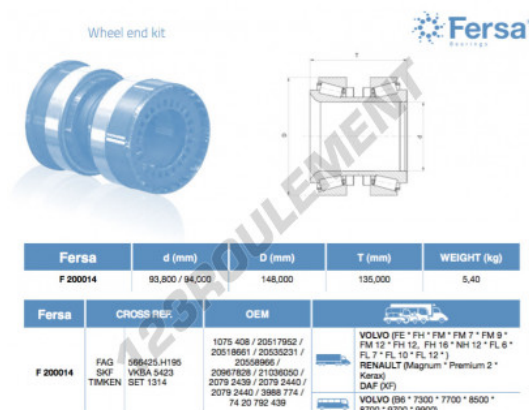 Wheel end kit
Fersa
Bearings
T
D
d
123ROULEMENT
Fersa d (mm) D (mm) T (mm) WEIGHT (kg)
F 200014 93,800 / 94,000 148,000 135,000 5,40
Fersa CROSS REF. OEM
F 200014
FAG 566425.H195
SKF VKBA 5423
TIMKEN SET 1314
1075 408 / 20517952 /
20518661 / 20535231 /
20558966 /
20967828 / 21036050 /
2079 2439 / 2079 2440 /
2079 2440 / 3988 774 /
74 20 792 439
VOLVO (FE * FH * FM * FM 7 * FM 9 *
FM 12 * FH 12, FH 16 * NH 12 * FL 6 *
FL 7 * FL 10 * FL 12 * )
RENAULT (Magnum * Premium 2 *
Kerax)
DAF (XF)
VOLVO (B6 * 7300 * 7700 * 8500 *
8700 * 9700 * 9900)